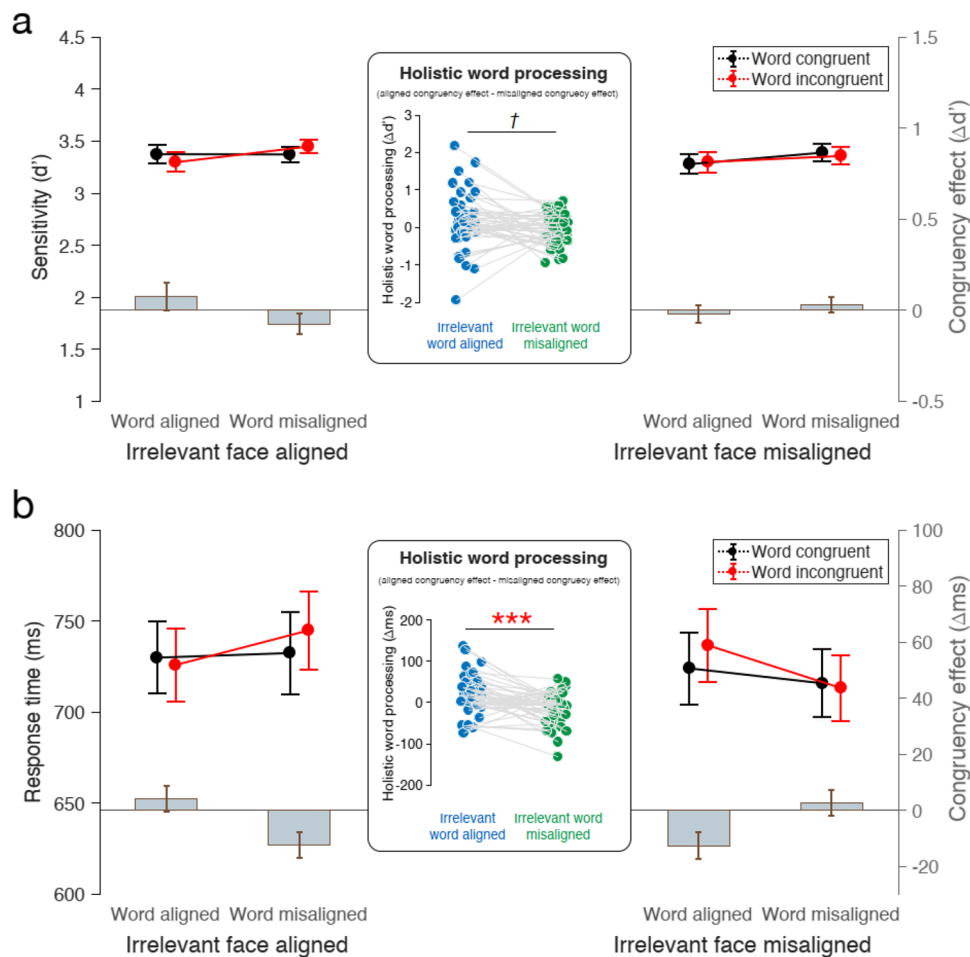 a
4.5
4
3.5
3
2.5
2
1.5
1
Sensitivity (d')
Word aligned Word misaligned
Irrelevant face aligned
Holistic word processing
(aligned congruency effect - misaligned congruecy effect)
Holistic word processing (Δd')
3
2
1
0
-1
-2
†
Irrelevant
word aligned
Irrelevant word
misaligned
Word congruent
Word incongruent
1.5
1
0.5
0
-0.5
Congruency effect (Δd')
Word aligned Word misaligned
Irrelevant face misaligned
b
800
750
700
650
600
Response time (ms)
Word aligned Word misaligned
Irrelevant face aligned
Holistic word processing
(aligned congruency effect - misaligned congruecy effect)
Holistic word processing (Δms)
200
100
0
-100
-200
***
Irrelevant
word aligned
Irrelevant word
misaligned
Word congruent
Word incongruent
100
80
60
40
20
0
-20
Congruency effect (Δms)
Word aligned Word misaligned
Irrelevant face misaligned